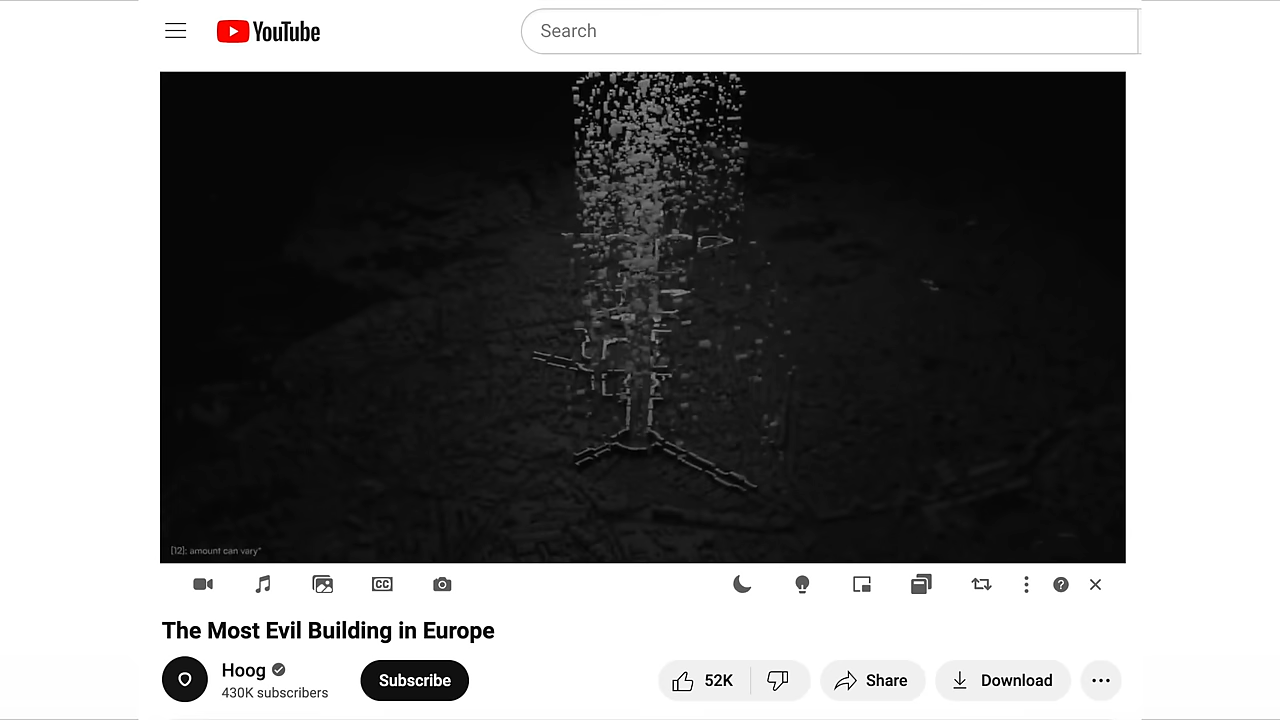 YouTube
Search
[12]: amount can vary*
CC
The Most Evil Building in Europe
Hoog
430K subscribers
Subscribe
52K
Share
Download